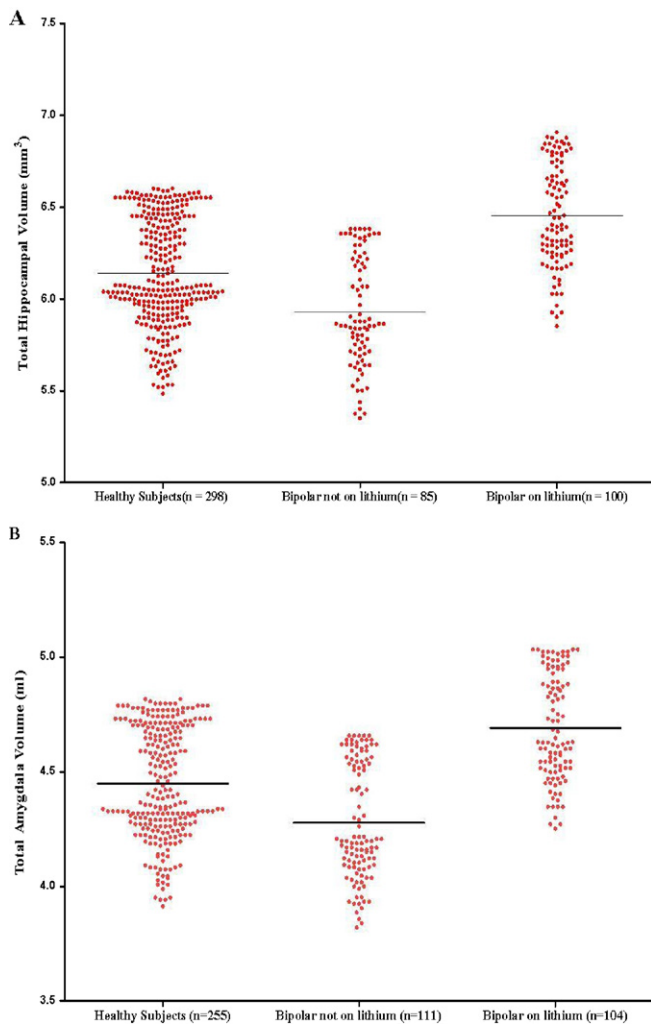 A
Total Hippocampal Volume (mm³)
7.5
7.0
6.5
6.0
5.5
5.0
Healthy Subjects(n = 298) Bipolar not on lithium(n = 85) Bipolar on lithium(n = 100)
B
Total Amygdala Volume (ml)
5.5
5.0
4.5
4.0
3.5
Healthy Subjects (n=255) Bipolar not on lithium (n=111) Bipolar on lithium (n=104)